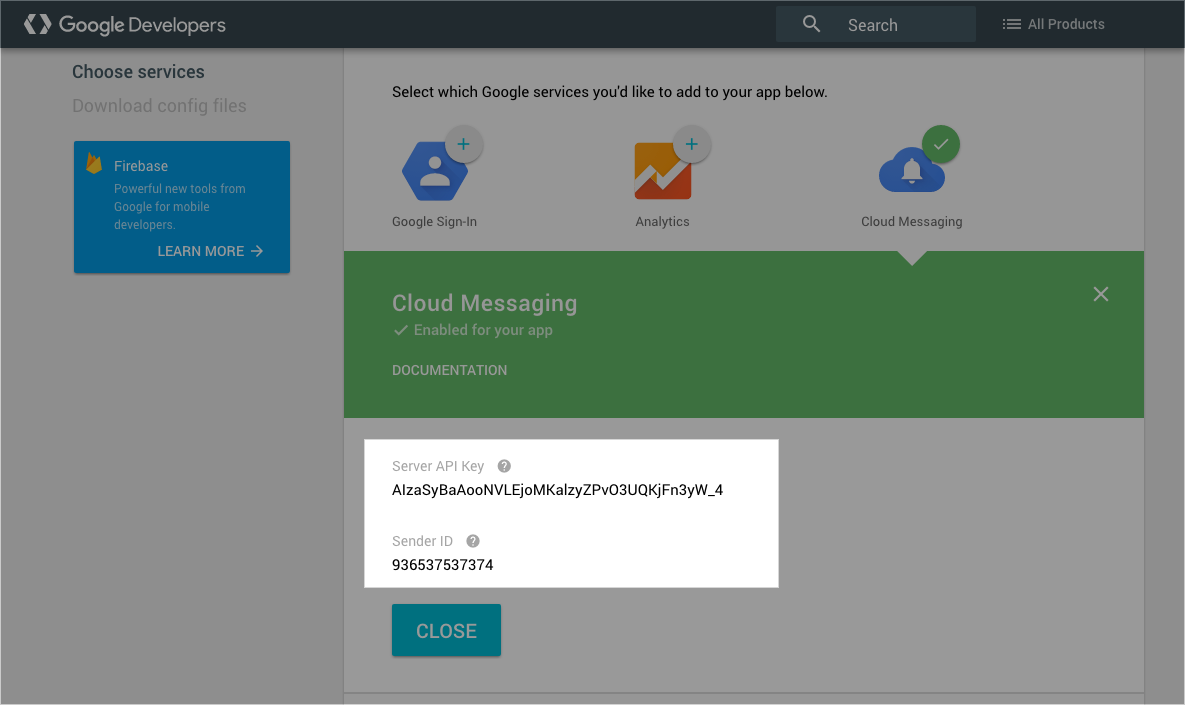 Google Developers
Search
All Products
Choose services
Download config files
Firebase
Powerful new tools from
Google for mobile
developers.
LEARN MORE
Select which Google services you'd like to add to your app below.
Google Sign-In
Analytics
Cloud Messaging
Cloud Messaging
Enabled for your app
DOCUMENTATION
Server API Key
AIzaSyBaAooNVLEjoMKalzyZPvO3UQKjFn3yW_4
Sender ID
936537537374
CLOSE